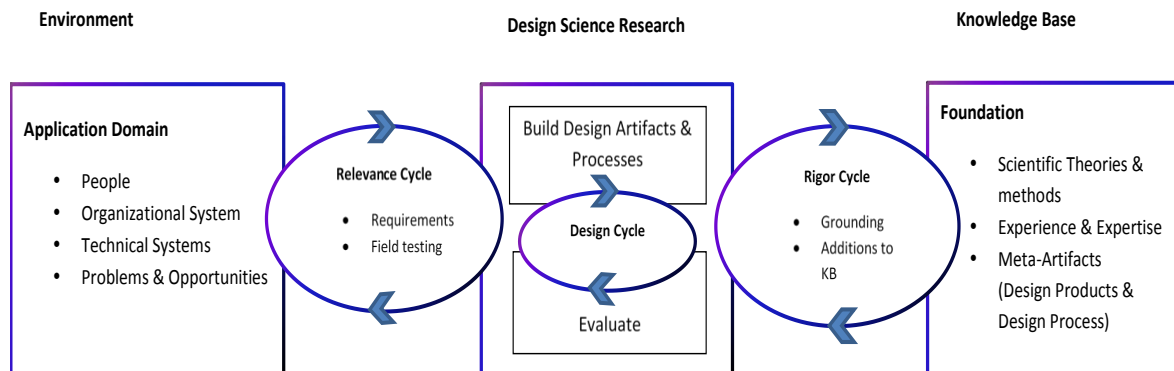 Environment
Design Science Research
Knowledge Base
Application Domain
• People
• Organizational System
• Technical Systems
• Problems & Opportunities
Relevance Cycle
• Requirements
• Field testing
Build Design Artifacts &
Processes
Design Cycle
Evaluate
Rigor Cycle
• Grounding
• Additions to
KB
Foundation
• Scientific Theories &
methods
• Experience & Expertise
• Meta-Artifacts
(Design Products &
Design Process)